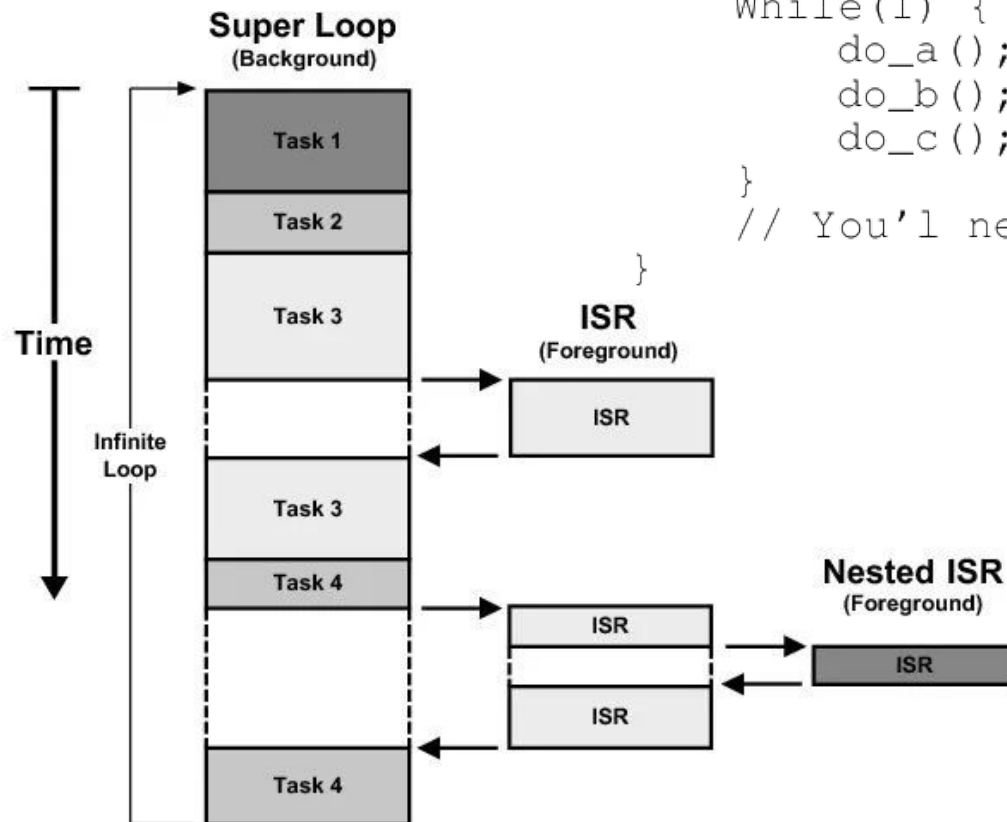 While(1) {
do_a();
do_b();
do_c();
}
// You'l ne
}
Super Loop
(Background)
Task 1
Task 2
Task 3
Time
Infinite
Loop
ISR
(Foreground)
ISR
Task 3
Task 4
Nested ISR
(Foreground)
ISR
ISR
ISR
Task 4